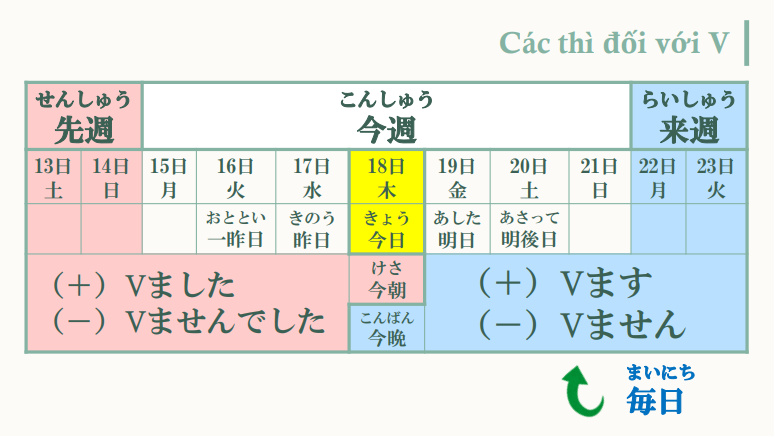 Các thì đối với V
せんしゅう こんしゅう らいしゅう
先週 今週 来週
13日 14日 15日 16日 17日 18日 19日 20日 21日 22日 23日
土 日 月 火 水 木 金 土 日 月 火
おととい きのう きょう あした あさって
一昨日 昨日 今日 明日 明後日
けさ
今朝
(+) Vました (+) Vます
(−) Vませんでした (−) Vません
こんばん
今晩
まいにち
毎日